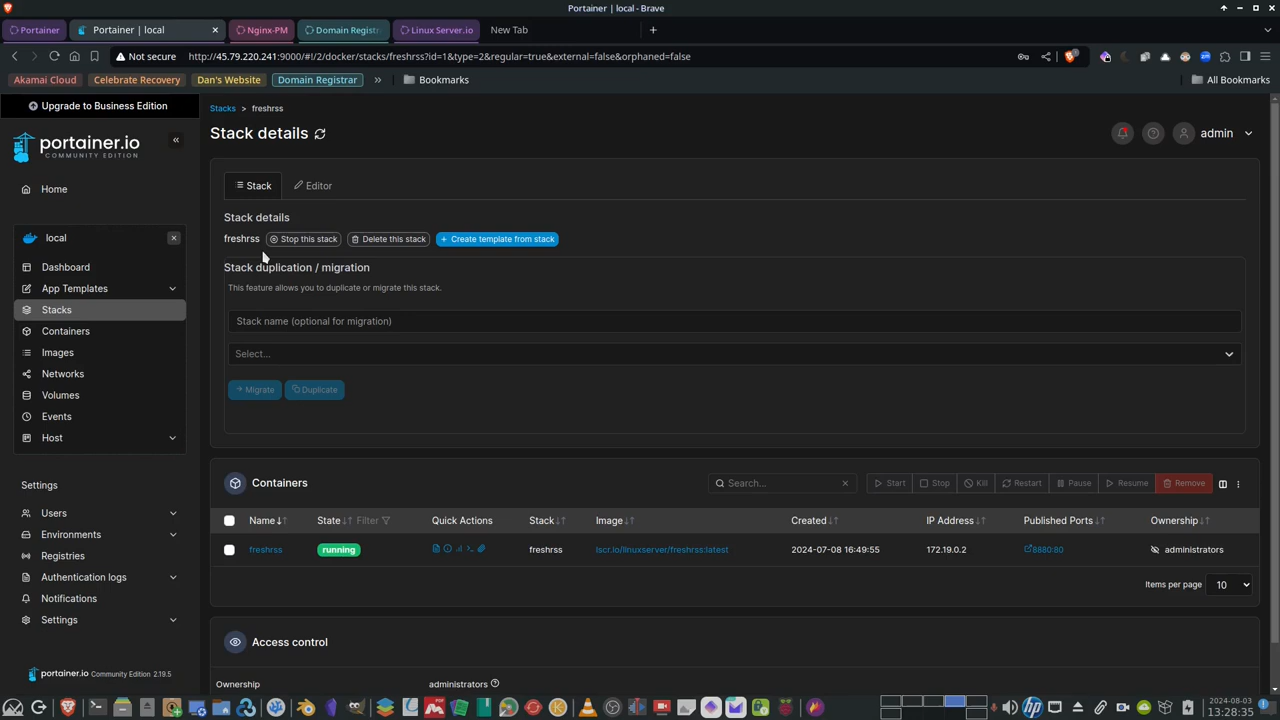 Portainer | local - Brave
Portainer
Portainer | local
Nginx-PM
Domain Registr
Linux Server.io
New Tab
Not secure
http://45.79.220.241:9000/#!/2/docker/stacks/freshrss?id=1&type=2&regular=true&external=false&orphaned=false
Akamai Cloud
Celebrate Recovery
Dan's Website
Domain Registrar
Bookmarks
All Bookmarks
Upgrade to Business Edition
portainer.io
COMMUNITY EDITION
Home
local
Dashboard
App Templates
Stacks
Containers
Images
Networks
Volumes
Events
Host
Settings
Users
Environments
Registries
Authentication logs
Notifications
Settings
portainer.io Community Edition 2.19.5
Stacks > freshrss
Stack details
admin
Stack
Editor
Stack details
freshrss
Stop this stack
Delete this stack
+ Create template from stack
Stack duplication / migration
This feature allows you to duplicate or migrate this stack.
Stack name (optional for migration)
Select...
Migrate
Duplicate
Containers
Search...
Start
Stop
Kill
Restart
Pause
Resume
Remove
Name
State
Filter
Quick Actions
Stack
Image
Created
IP Address
Published Ports
Ownership
freshrss
running
freshrss
lscr.io/linuxserver/freshrss:latest
2024-07-08 16:49:55
172.19.0.2
8880:80
administrators
Items per page
10
Access control
Ownership
administrators
2024-08-03
13:28:35